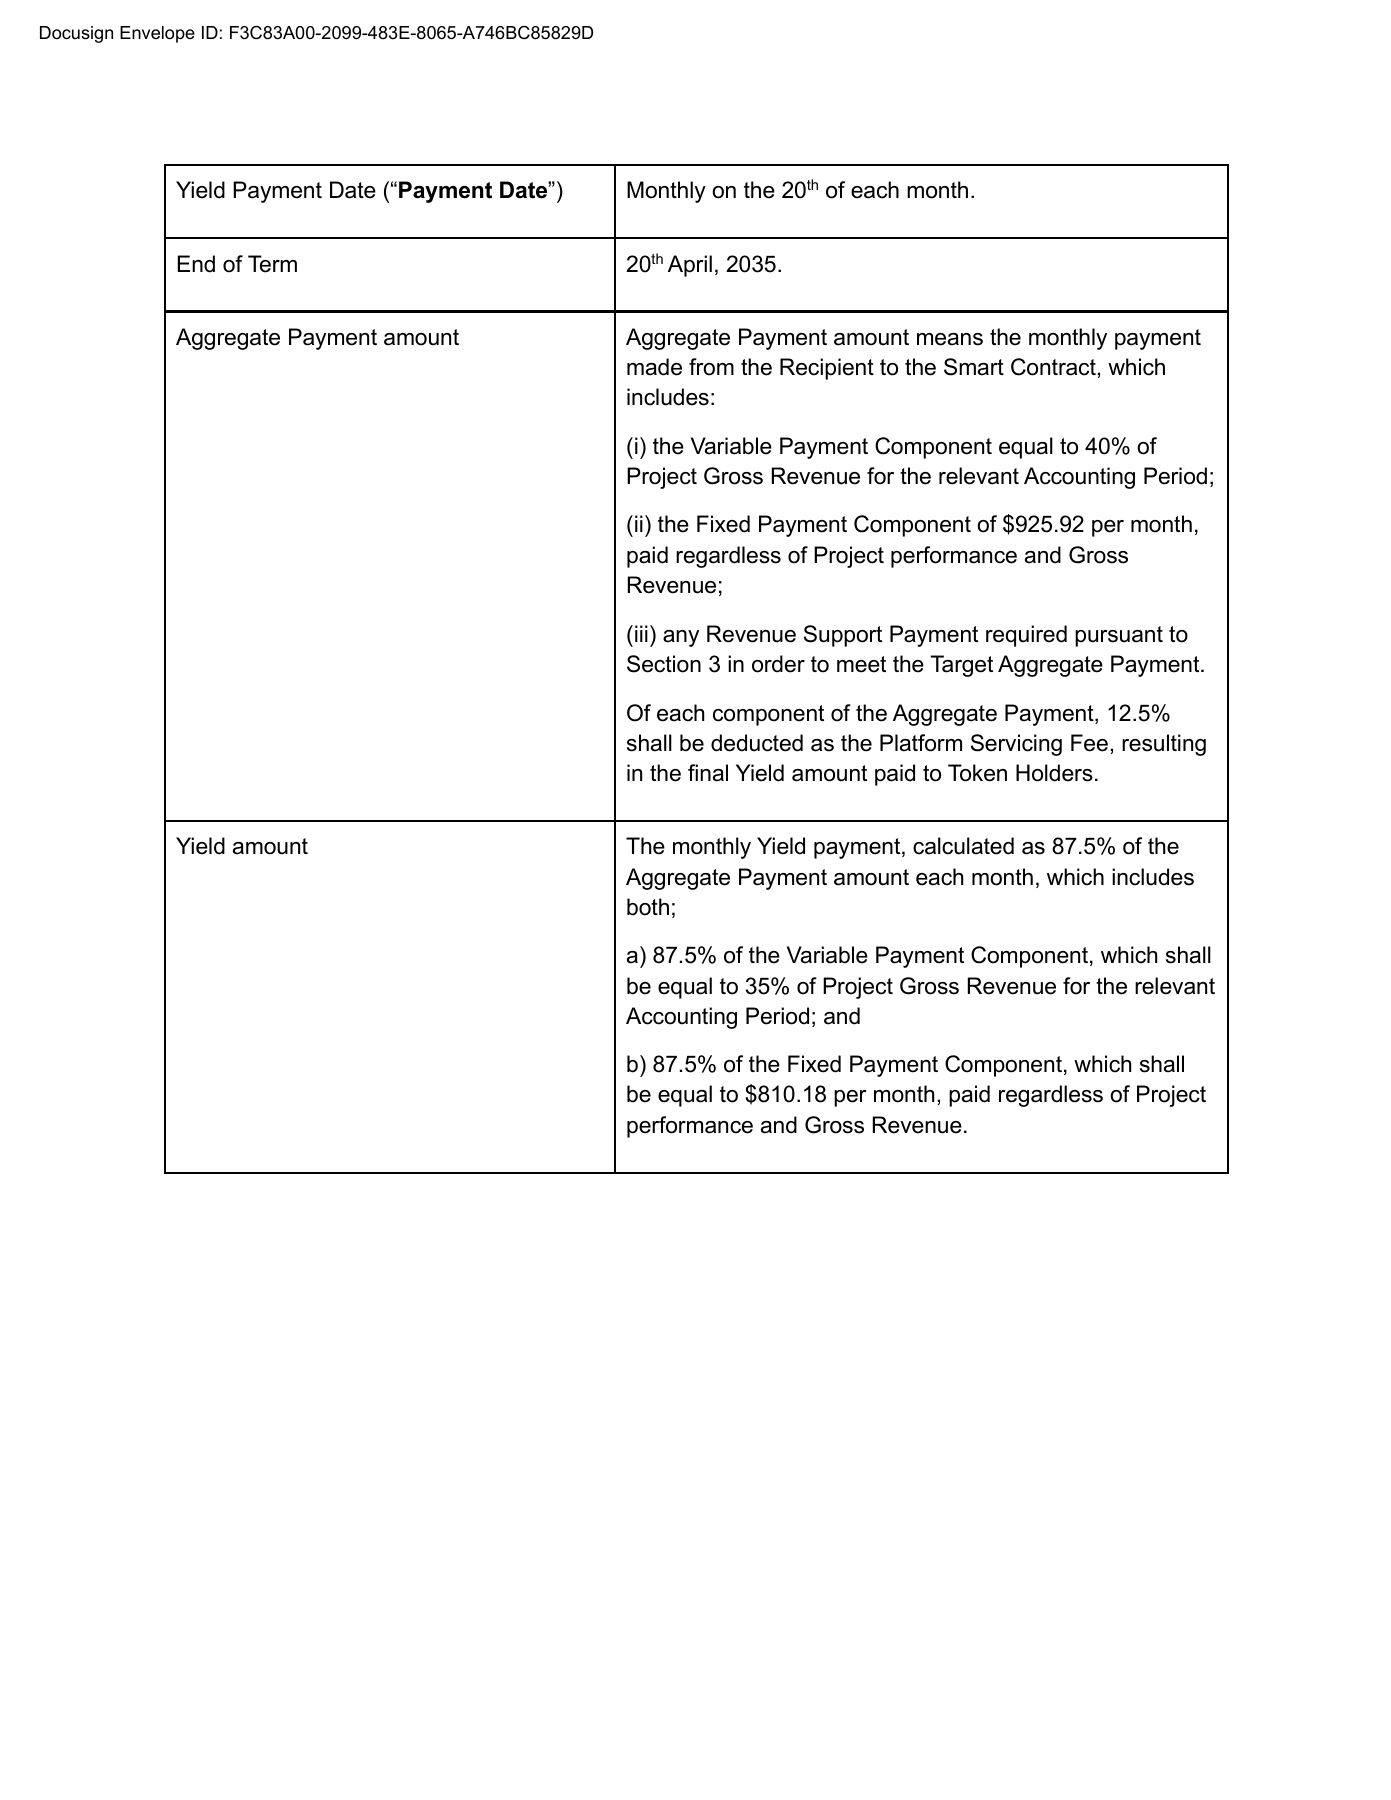 Docusign Envelope ID: F3C83A00-2099-483E-8065-A746BC85829D
Yield Payment Date (“Payment Date”)
Monthly on the 20th of each month.
End of Term
20th April, 2035.
Aggregate Payment amount
Aggregate Payment amount means the monthly payment
made from the Recipient to the Smart Contract, which
includes:
(i) the Variable Payment Component equal to 40% of
Project Gross Revenue for the relevant Accounting Period;
(ii) the Fixed Payment Component of $925.92 per month,
paid regardless of Project performance and Gross
Revenue;
(iii) any Revenue Support Payment required pursuant to
Section 3 in order to meet the Target Aggregate Payment.
Of each component of the Aggregate Payment, 12.5%
shall be deducted as the Platform Servicing Fee, resulting
in the final Yield amount paid to Token Holders.
Yield amount
The monthly Yield payment, calculated as 87.5% of the
Aggregate Payment amount each month, which includes
both;
a) 87.5% of the Variable Payment Component, which shall
be equal to 35% of Project Gross Revenue for the relevant
Accounting Period; and
b) 87.5% of the Fixed Payment Component, which shall
be equal to $810.18 per month, paid regardless of Project
performance and Gross Revenue.